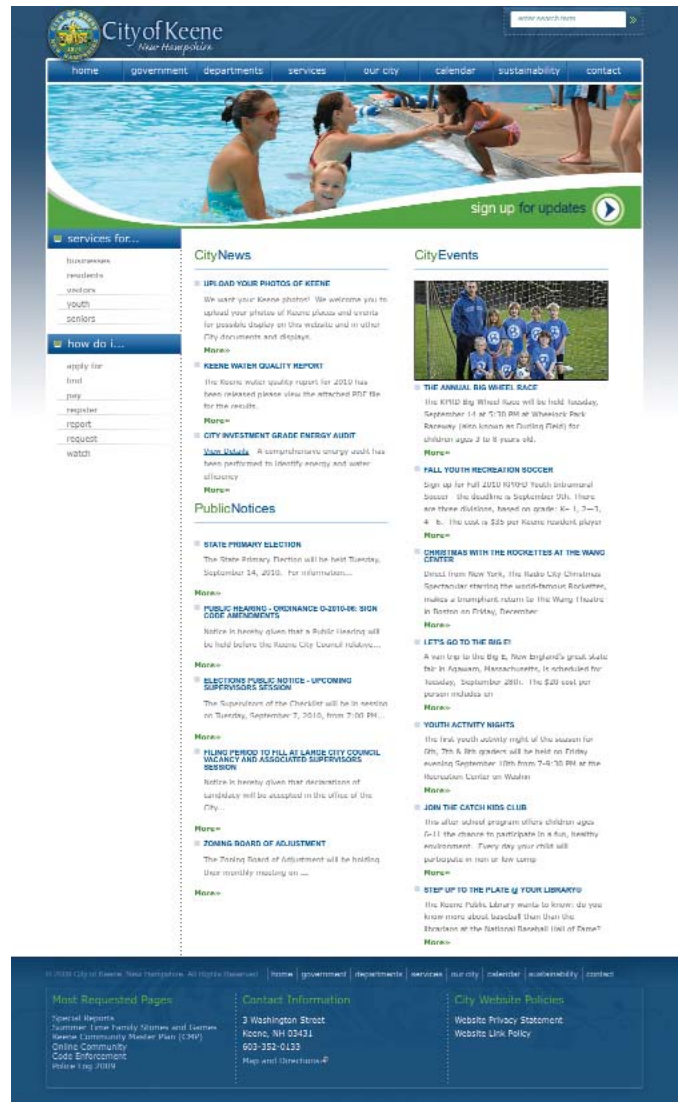 City of Keene
New Hampshire
enter search term
home government departments services our city calendar sustainability contact
sign up for updates
services for...
businesses
residents
visitors
youth
seniors
how do i...
apply for
find
pay
register
report
request
watch
CityNews
UPLOAD YOUR PHOTOS OF KEENE
We want your Keene photos! We welcome you to
upload your photos of Keene places and events
for possible display on this website and in other
City documents and displays.
More»
KEENE WATER QUALITY REPORT
The Keene water quality report for 2010 has
been released please view the attached PDF file
for the results.
More»
CITY INVESTMENT GRADE ENERGY AUDIT
View Details A comprehensive energy audit has
been performed to identify energy and water
efficiency
More»
PublicNotices
STATE PRIMARY ELECTION
The State Primary Election will be held Tuesday,
September 14, 2010. For information...
More»
PUBLIC HEARING - ORDINANCE O-2010-06: SIGN
CODE AMENDMENTS
Notice is hereby given that a Public Hearing will
be held before the Keene City Council relative...
More»
ELECTIONS PUBLIC NOTICE - UPCOMING
SUPERVISORS SESSION
The Supervisors of the Checklist will be in session
on Tuesday, September 7, 2010, from 7:00 PM...
More»
FILING PERIOD TO FILL AT LARGE CITY COUNCIL
VACANCY AND ASSOCIATED SUPERVISORS
SESSION
Notice is hereby given that declarations of
candidacy will be accepted in the office of the
City...
More»
ZONING BOARD OF ADJUSTMENT
The Zoning Board of Adjustment will be holding
their monthly meeting on ....
More»
CityEvents
THE ANNUAL BIG WHEEL RACE
The KPRD Big Wheel Race will be held Tuesday,
September 14 at 5:30 PM at Wheelock Park
Raceway (also known as Durling Field) for
children ages 3 to 8 years old.
More»
FALL YOUTH RECREATION SOCCER
Sign up for Fall 2010 KPRFD Youth Intramural
Soccer the deadline is September 9th. There
are three divisions, based on grade: K– 1, 2—3,
4 6. The cost is $35 per Keene resident player
More»
CHRISTMAS WITH THE ROCKETTES AT THE WANG
CENTER
Direct from New York, The Radio City Christmas
Spectacular starring the world-famous Rockettes,
makes a triumphant return to The Wang Theatre
in Boston on Friday, December
More»
LET'S GO TO THE BIG E!
A van trip to the Big E, New England's great state
fair in Agawam, Massachusetts, is scheduled for
Tuesday, September 28th. The $20 cost per
person includes en
More»
YOUTH ACTIVITY NIGHTS
The first youth activity night of the season for
6th, 7th & 8th graders will be held on Friday
evening September 10th from 7-9:30 PM at the
Recreation Center on Washin
More»
JOIN THE CATCH KIDS CLUB
This after school program offers children ages
6-11 the chance to participate in a fun, healthy
environment. Every day your child will
participate in non or low comp
More»
STEP UP TO THE PLATE @ YOUR LIBRARY®
The Keene Public Library wants to know: do you
know more about baseball than than the
librarians at the National Baseball Hall of Fame?
More»
© 2009 City of Keene, New Hampshire. All Rights Reserved home government departments services our city calendar sustainability contact
Most Requested Pages
Special Reports
Summer Time Family Stories and Games
Keene Community Master Plan (CMP)
Online Community
Code Enforcement
Police Log 2009
Contact Information
3 Washington Street
Keene, NH 03431
603-352-0133
Map and Directions
City Website Policies
Website Privacy Statement
Website Link Policy